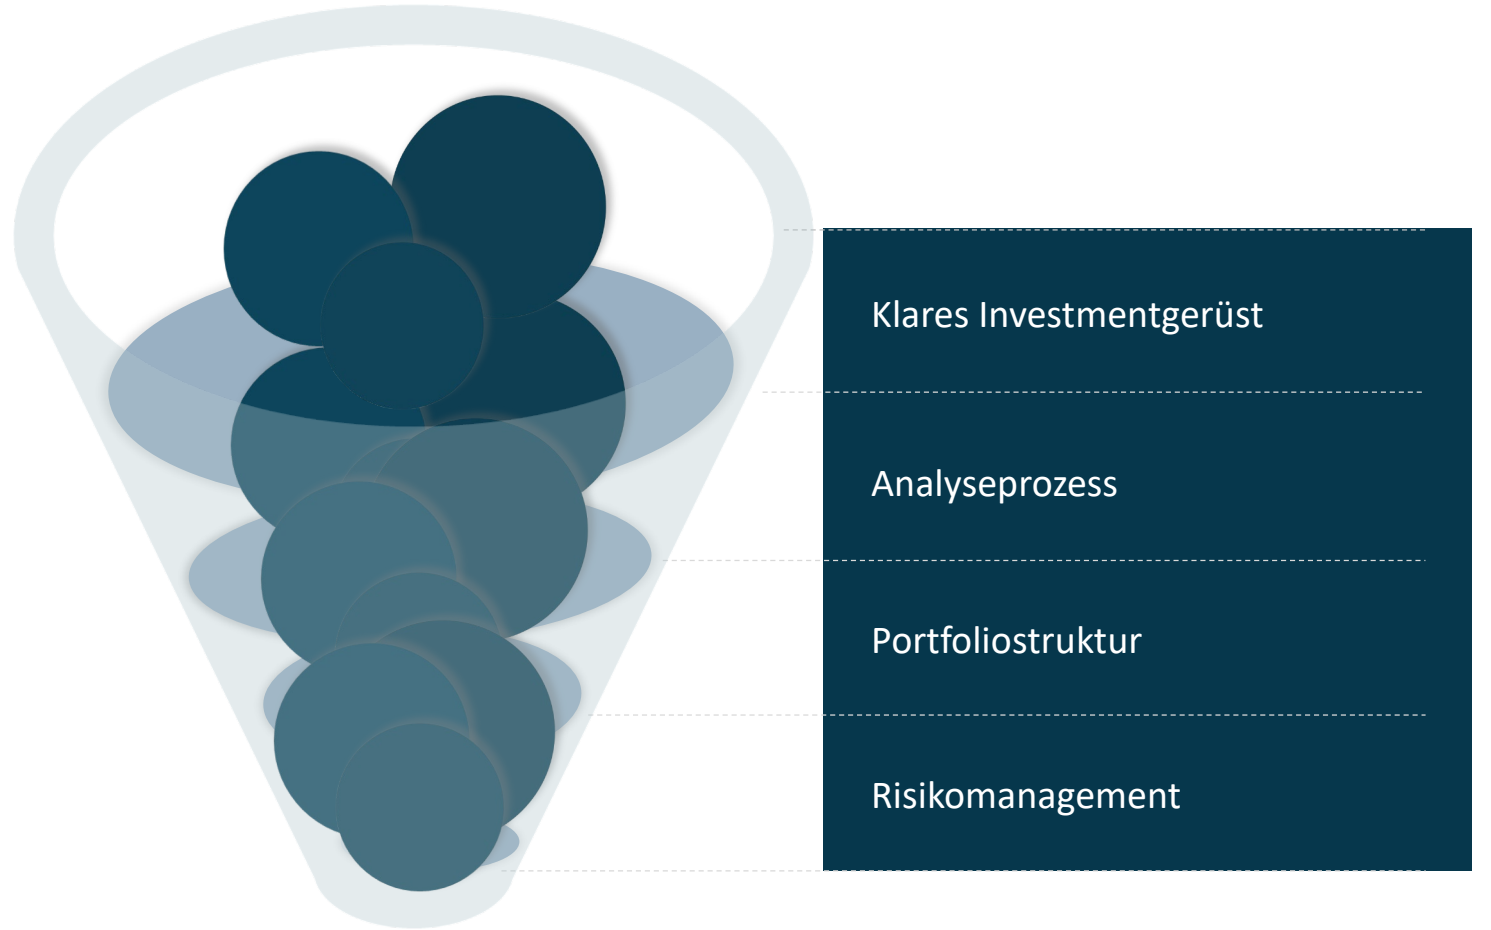 Klares Investmentgerüst
Analyseprozess
Portfoliostruktur
Risikomanagement